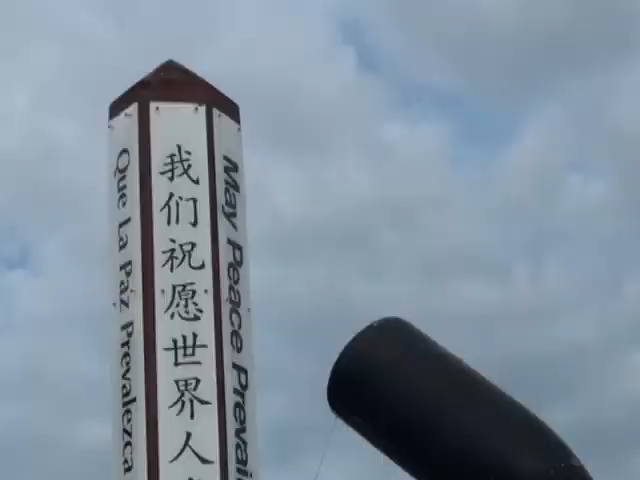 Que La Paz Prevalezca
我们祝愿世界人
May Peace Prevail